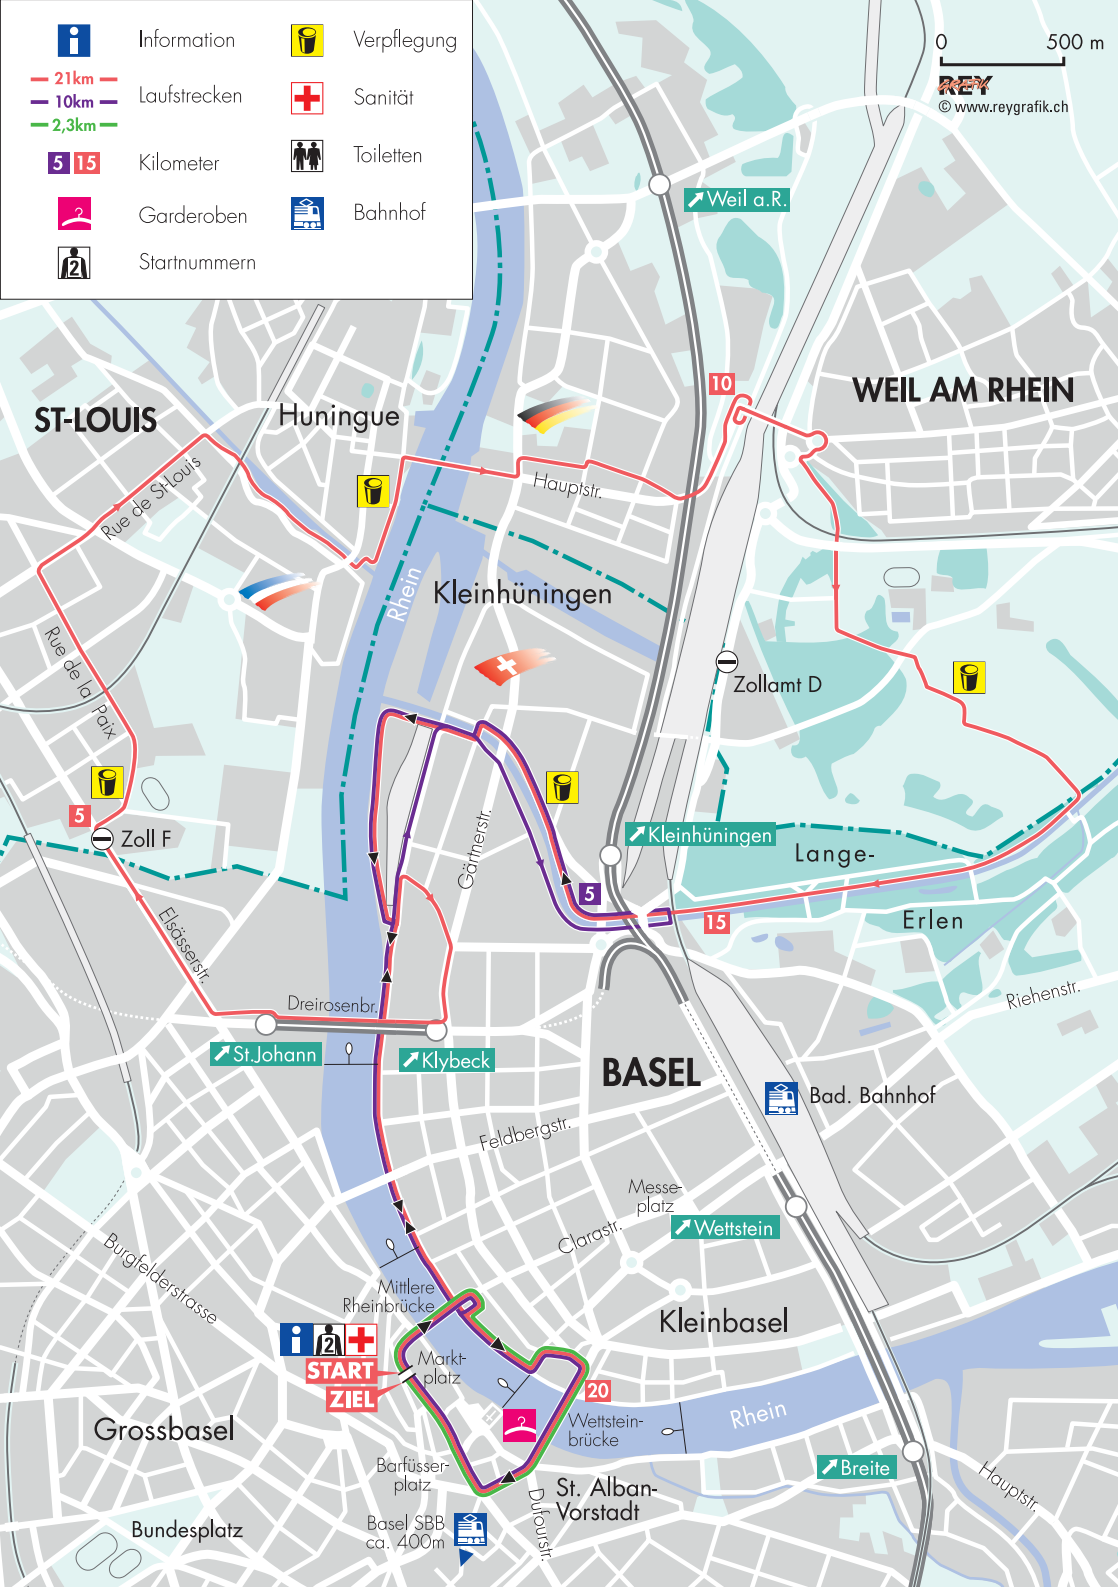 Information
Verpflegung
21km
10km
2,3km
Laufstrecken
Sanität
5 15
Kilometer
Toiletten
Garderoben
Bahnhof
2
Startnummern
0 500 m
REY
GRAFIK
© www.reygrafik.ch
Weil a.R.
10
WEIL AM RHEIN
ST-LOUIS
Huningue
Rue de St-Louis
Hauptstr.
Rhein
Kleinhüningen
Rue de la Paix
Zollamt D
5
Zoll F
Gärtnerstr.
Kleinhüningen
Lange-
Erlen
5
15
Elsässerstr.
Dreirosenbr.
Riehenstr.
St.Johann
Klybeck
BASEL
Bad. Bahnhof
Feldbergstr.
Messe-
platz
Wettstein
Clarastr.
Burgfelderstrasse
Mittlere
Rheinbrücke
Kleinbasel
2
START
ZIEL
Markt-
platz
20
Rhein
Wettstein-
brücke
Grossbasel
Barfüsser-
platz
Breite
St. Alban-
Vorstadt
Hauptstr.
Dufourstr.
Basel SBB
ca. 400m
Bundesplatz